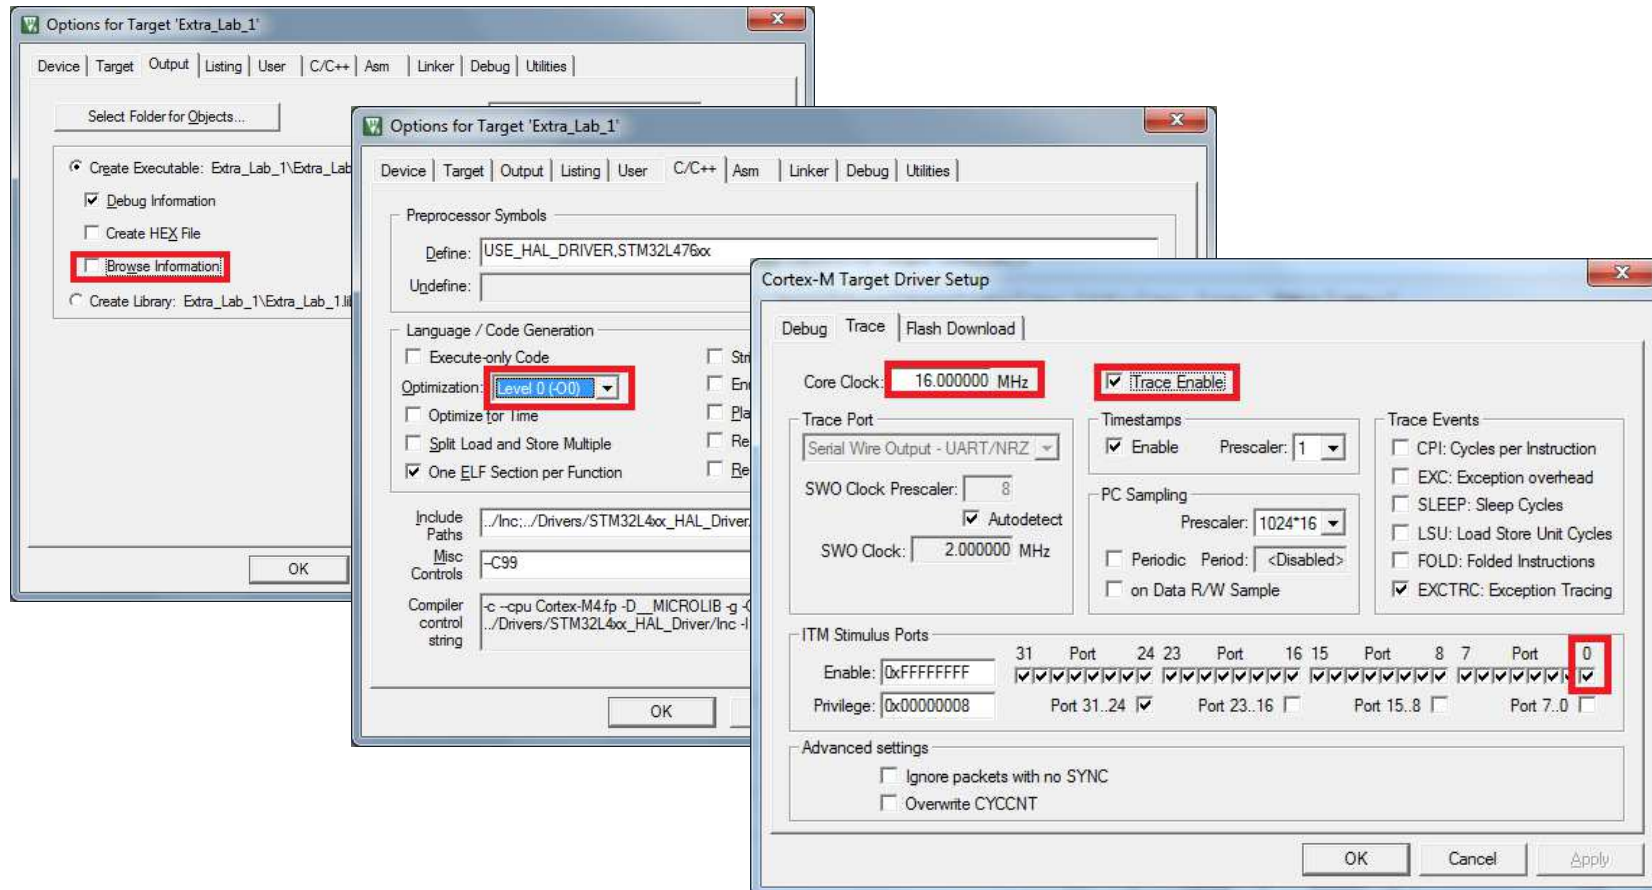 Options for Target 'Extra_Lab_1'
Device Target Output Listing User C/C++ Asm Linker Debug Utilities
Select Folder for Objects...
Create Executable: Extra_Lab_1\Extra_Lab
Debug Information
Create HEX File
Browse Information
Create Library: Extra_Lab_1\Extra_Lab_1.lib
OK
Options for Target 'Extra_Lab_1'
Device Target Output Listing User C/C++ Asm Linker Debug Utilities
Preprocessor Symbols
Define: USE_HAL_DRIVER,STM32L476xx
Undefine:
Language / Code Generation
Execute-only Code
Optimization: Level 0 (-O0)
Optimize for Time
Split Load and Store Multiple
One ELF Section per Function
Include Paths ../Inc;../Drivers/STM32L4xx_HAL_Driver
Misc Controls --C99
Compiler control string -c --cpu Cortex-M4.fp -D__MICROLIB -g
../Drivers/STM32L4xx_HAL_Driver/Inc
OK
Cortex-M Target Driver Setup
Debug Trace Flash Download
Core Clock: 16.000000 MHz Trace Enable
Trace Port
Serial Wire Output - UART/NRZ
SWO Clock Prescaler: 8
Autodetect
SWO Clock: 2.000000 MHz
Timestamps
Enable Prescaler: 1
PC Sampling
Prescaler: 1024*16
Periodic Period: <Disabled>
on Data R/W Sample
Trace Events
CPI: Cycles per Instruction
EXC: Exception overhead
SLEEP: Sleep Cycles
LSU: Load Store Unit Cycles
FOLD: Folded Instructions
EXCTRC: Exception Tracing
ITM Stimulus Ports
31 Port 24 23 Port 16 15 Port 8 7 Port 0
Enable: 0xFFFFFFFF
Privilege: 0x00000008 Port 31..24 Port 23..16 Port 15..8 Port 7..0
Advanced settings
Ignore packets with no SYNC
Overwrite CYCCNT
OK Cancel Apply